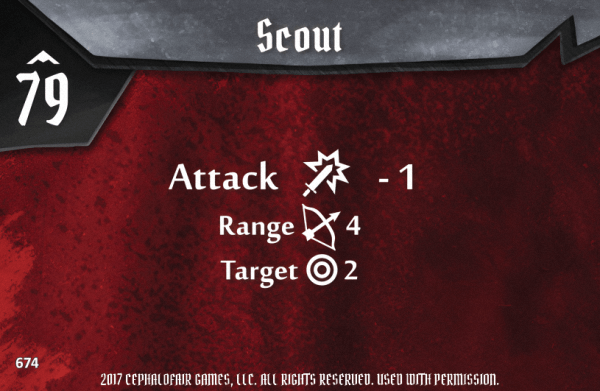 Scout
79
Attack - 1
Range 4
Target 2
674
2017 CEPHALOFAIR GAMES, LLC. ALL RIGHTS RESERVED. USED WITH PERMISSION.